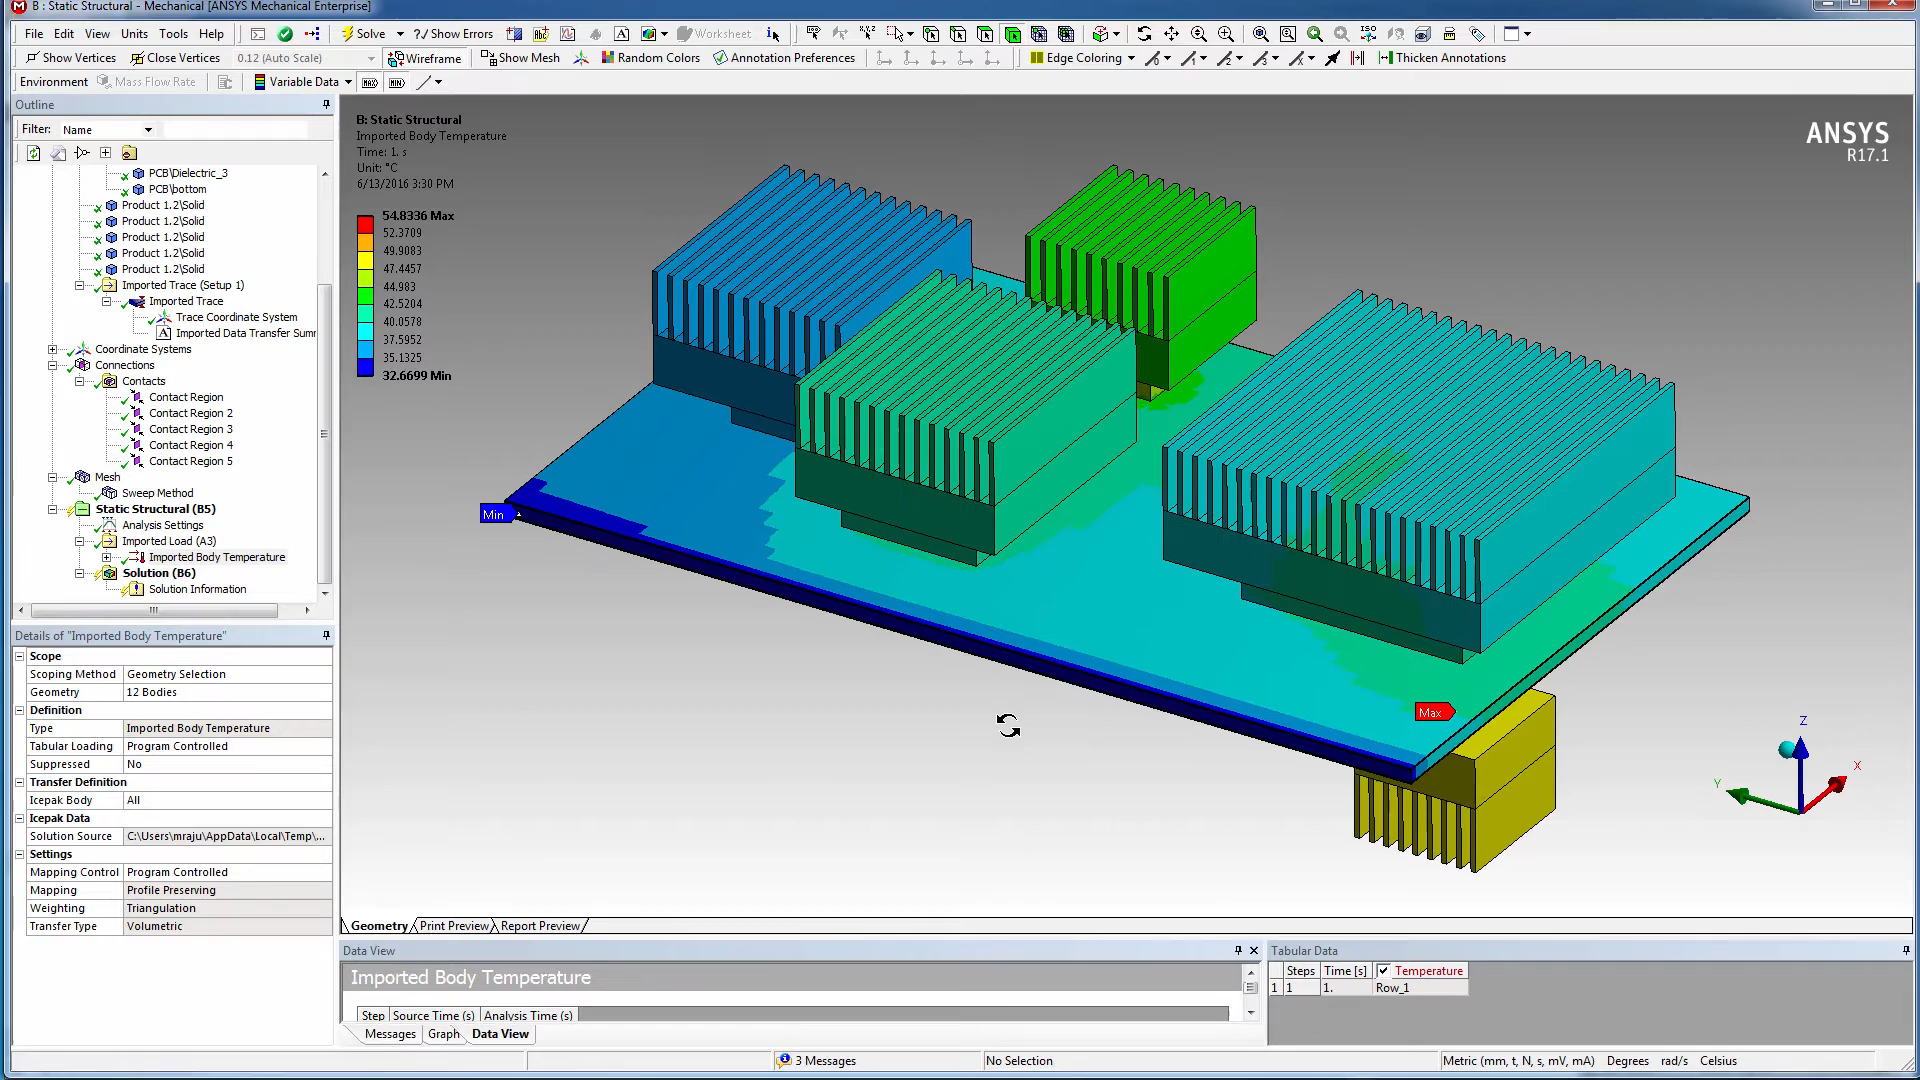 B : Static Structural - Mechanical [ANSYS Mechanical Enterprise]
File Edit View Units Tools Help Solve ?/Show Errors Worksheet
Show Vertices Close Vertices 0.12 (Auto Scale) Wireframe Show Mesh Random Colors Annotation Preferences Edge Coloring Thicken Annotations
Environment Mass Flow Rate Variable Data MAX MIN
Outline
Filter: Name
PCB\Dielectric_3
PCB\bottom
Product 1.2\Solid
Product 1.2\Solid
Product 1.2\Solid
Product 1.2\Solid
Product 1.2\Solid
Imported Trace (Setup 1)
Imported Trace
Trace Coordinate System
Imported Data Transfer Sum
Coordinate Systems
Connections
Contacts
Contact Region
Contact Region 2
Contact Region 3
Contact Region 4
Contact Region 5
Mesh
Sweep Method
Static Structural (B5)
Analysis Settings
Imported Load (A3)
Imported Body Temperature
Solution (B6)
Solution Information
Details of "Imported Body Temperature"
Scope
Scoping Method Geometry Selection
Geometry 12 Bodies
Definition
Type Imported Body Temperature
Tabular Loading Program Controlled
Suppressed No
Transfer Definition
Icepak Body All
Icepak Data
Solution Source C:\Users\mraju\AppData\Local\Temp\...
Settings
Mapping Control Program Controlled
Mapping Profile Preserving
Weighting Triangulation
Transfer Type Volumetric
B: Static Structural
Imported Body Temperature
Time: 1. s
Unit: °C
6/13/2016 3:30 PM
54.8336 Max
52.3709
49.9083
47.4457
44.983
42.5204
40.0578
37.5952
35.1325
32.6699 Min
ANSYS
R17.1
Min
Max
Z
X
Y
Geometry Print Preview Report Preview
Data View
Imported Body Temperature
Step Source Time (s) Analysis Time (s)
Messages Graph Data View
Tabular Data
Steps Time [s] Temperature
1 1 1. Row_1
3 Messages No Selection Metric (mm, t, N, s, mV, mA) Degrees rad/s Celsius